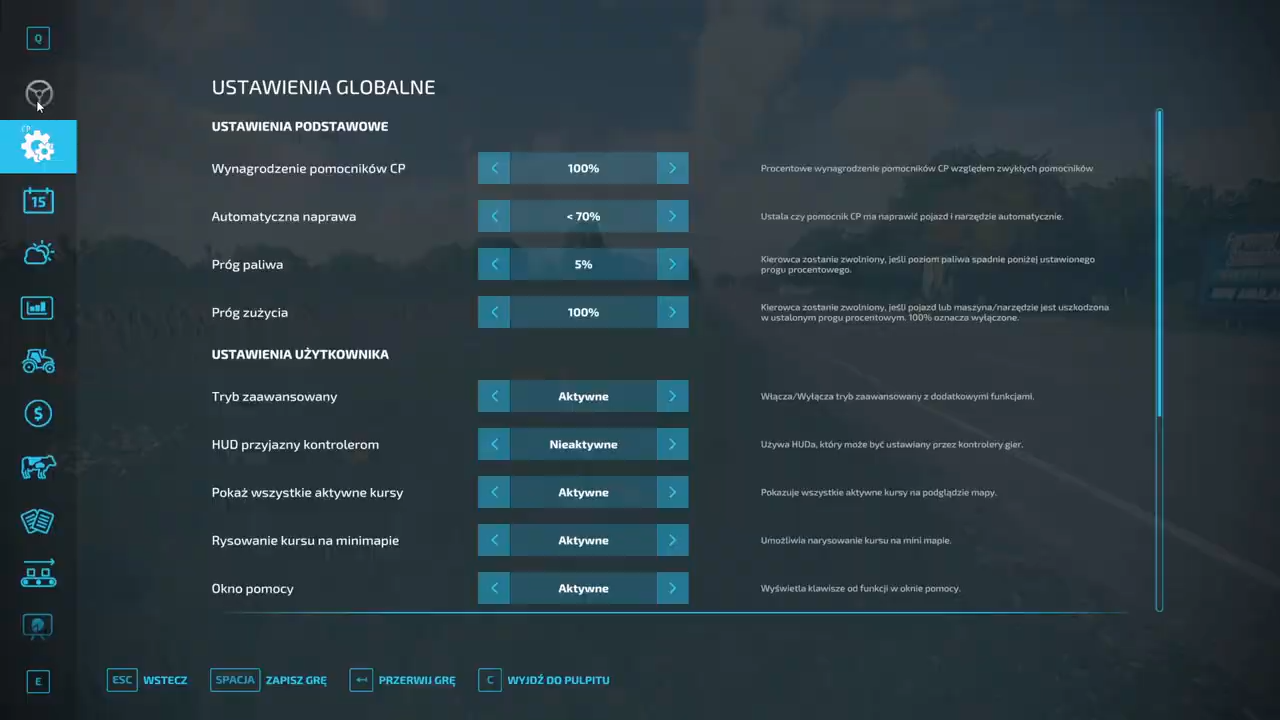 Q
USTAWIENIA GLOBALNE
USTAWIENIA PODSTAWOWE
Wynagrodzenie pomocników CP
100%
Procentowe wynagrodzenie pomocników CP względem zwykłych pomocników
Automatyczna naprawa
< 70%
Ustala czy pomocnik CP ma naprawić pojazd i narzędzie automatycznie.
Próg paliwa
5%
Kierowca zostanie zwolniony, jeśli poziom paliwa spadnie poniżej ustawionego
progu procentowego.
Próg zużycia
100%
Kierowca zostanie zwolniony, jeśli pojazd lub maszyna/narzędzie jest uszkodzona
w ustalonym progu procentowym. 100% oznacza wyłączone.
USTAWIENIA UŻYTKOWNIKA
Tryb zaawansowany
Aktywne
Włącza/Wyłącza tryb zaawansowany z dodatkowymi funkcjami.
HUD przyjazny kontrolerom
Nieaktywne
Używa HUDa, który może być ustawiany przez kontrolery gier.
Pokaż wszystkie aktywne kursy
Aktywne
Pokazuje wszystkie aktywne kursy na podglądzie mapy.
Rysowanie kursu na minimapie
Aktywne
Umożliwia narysowanie kursu na mini mapie.
Okno pomocy
Aktywne
Wyświetla klawisze od funkcji w oknie pomocy.
CP
15
$
E
ESC WSTECZ SPACJA ZAPISZ GRĘ PRZERWIJ GRĘ C WYJDŹ DO PULPITU